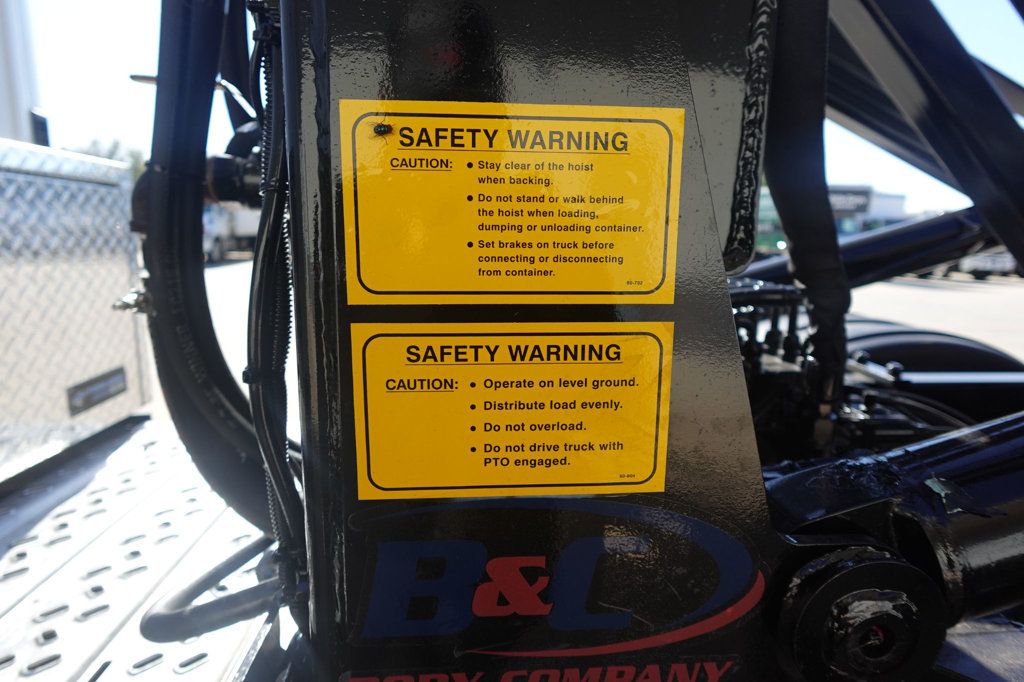 SAFETY WARNING
CAUTION: • Stay clear of the hoist
when backing.
• Do not stand or walk behind
the hoist when loading,
dumping or unloading container.
• Set brakes on truck before
connecting or disconnecting
from container.
SAFETY WARNING
CAUTION: • Operate on level ground.
• Distribute load evenly.
• Do not overload.
• Do not drive truck with
PTO engaged.
B&C
BODY COMPANY